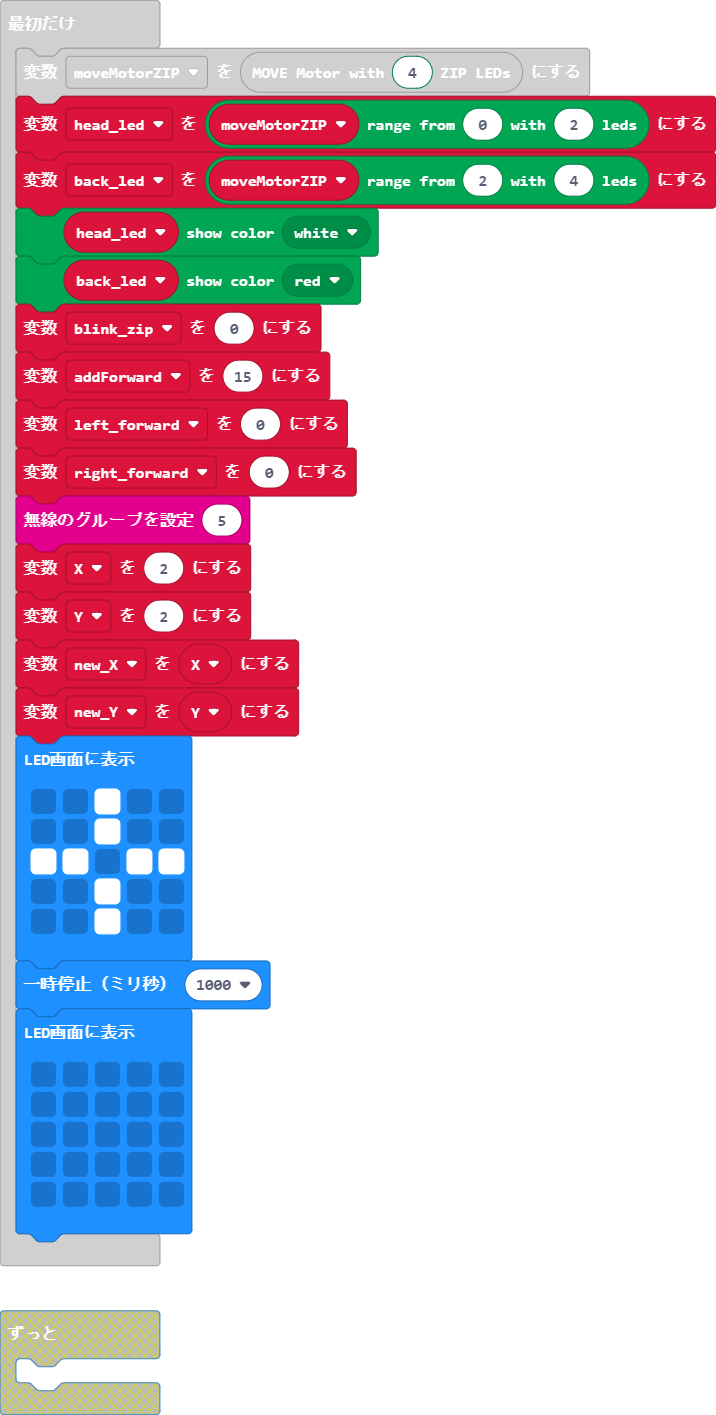 最初だけ
変数 moveMotorZIP を MOVE Motor with 4 ZIP LEDs にする
変数 head_led を moveMotorZIP range from 0 with 2 leds にする
変数 back_led を moveMotorZIP range from 2 with 4 leds にする
head_led show color white
back_led show color red
変数 blink_zip を 0 にする
変数 addForward を 15 にする
変数 left_forward を 0 にする
変数 right_forward を 0 にする
無線のグループを設定 5
変数 X を 2 にする
変数 Y を 2 にする
変数 new_X を X にする
変数 new_Y を Y にする
LED画面に表示
一時停止（ミリ秒） 1000
LED画面に表示
ずっと